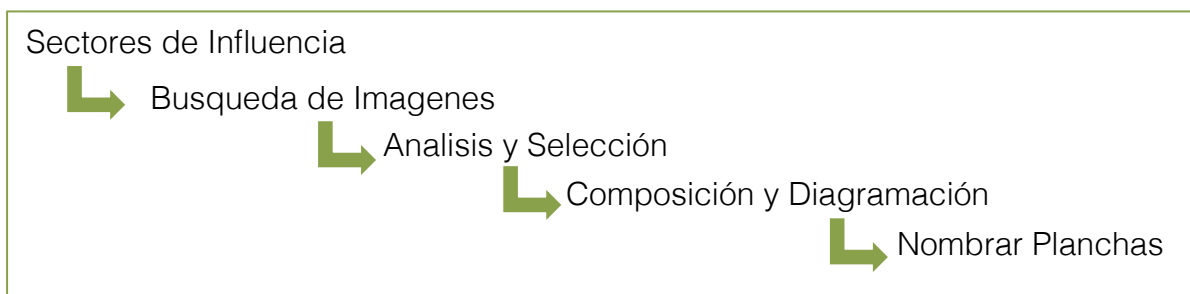 Sectores de Influencia
Busqueda de Imagenes
Analisis y Selección
Composición y Diagramación
Nombrar Planchas